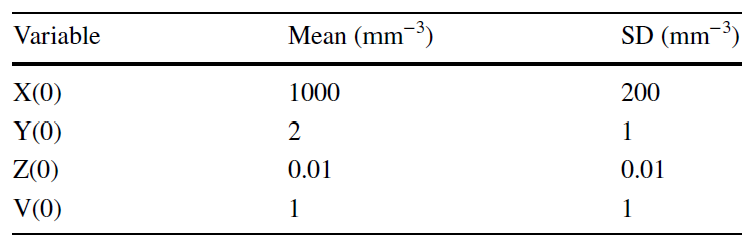 Variable Mean (mm⁻³) SD (mm⁻³)
X(0) 1000 200
Y(0) 2 1
Z(0) 0.01 0.01
V(0) 1 1